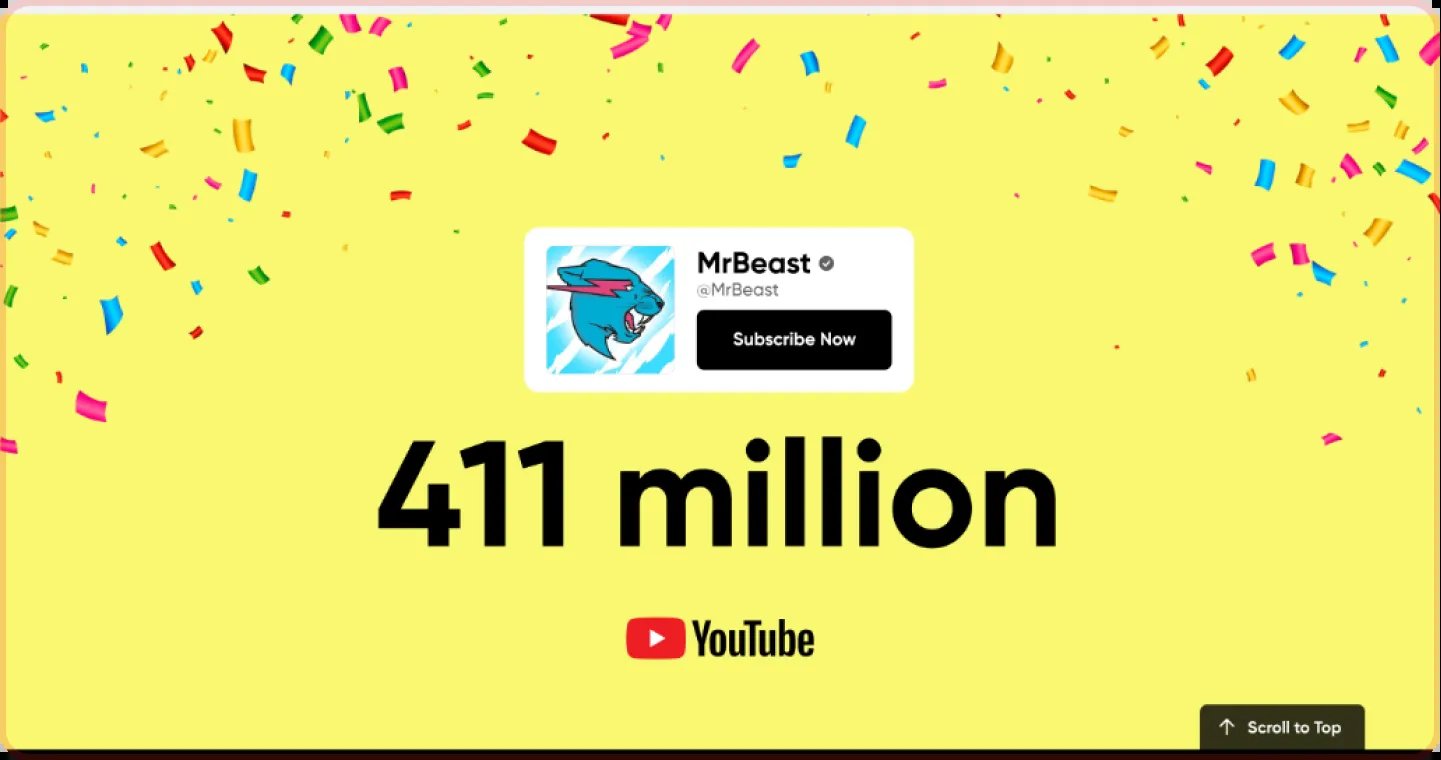 MrBeast
@MrBeast
Subscribe Now
411 million
YouTube
Scroll to Top